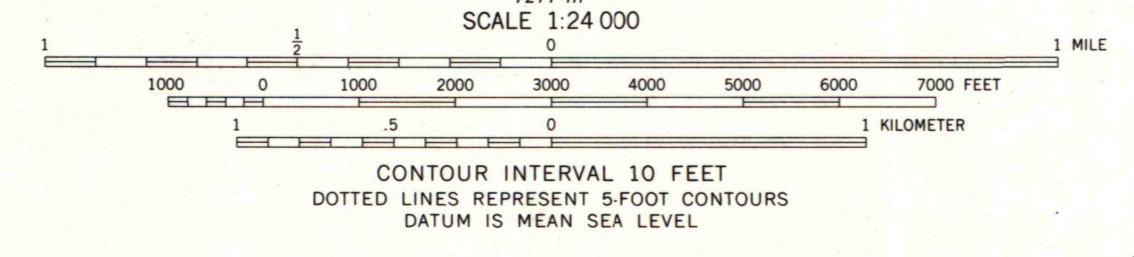 SCALE 1:24 000
1 1/2 0 1 MILE
1000 0 1000 2000 3000 4000 5000 6000 7000 FEET
1 .5 0 1 KILOMETER
CONTOUR INTERVAL 10 FEET
DOTTED LINES REPRESENT 5-FOOT CONTOURS
DATUM IS MEAN SEA LEVEL